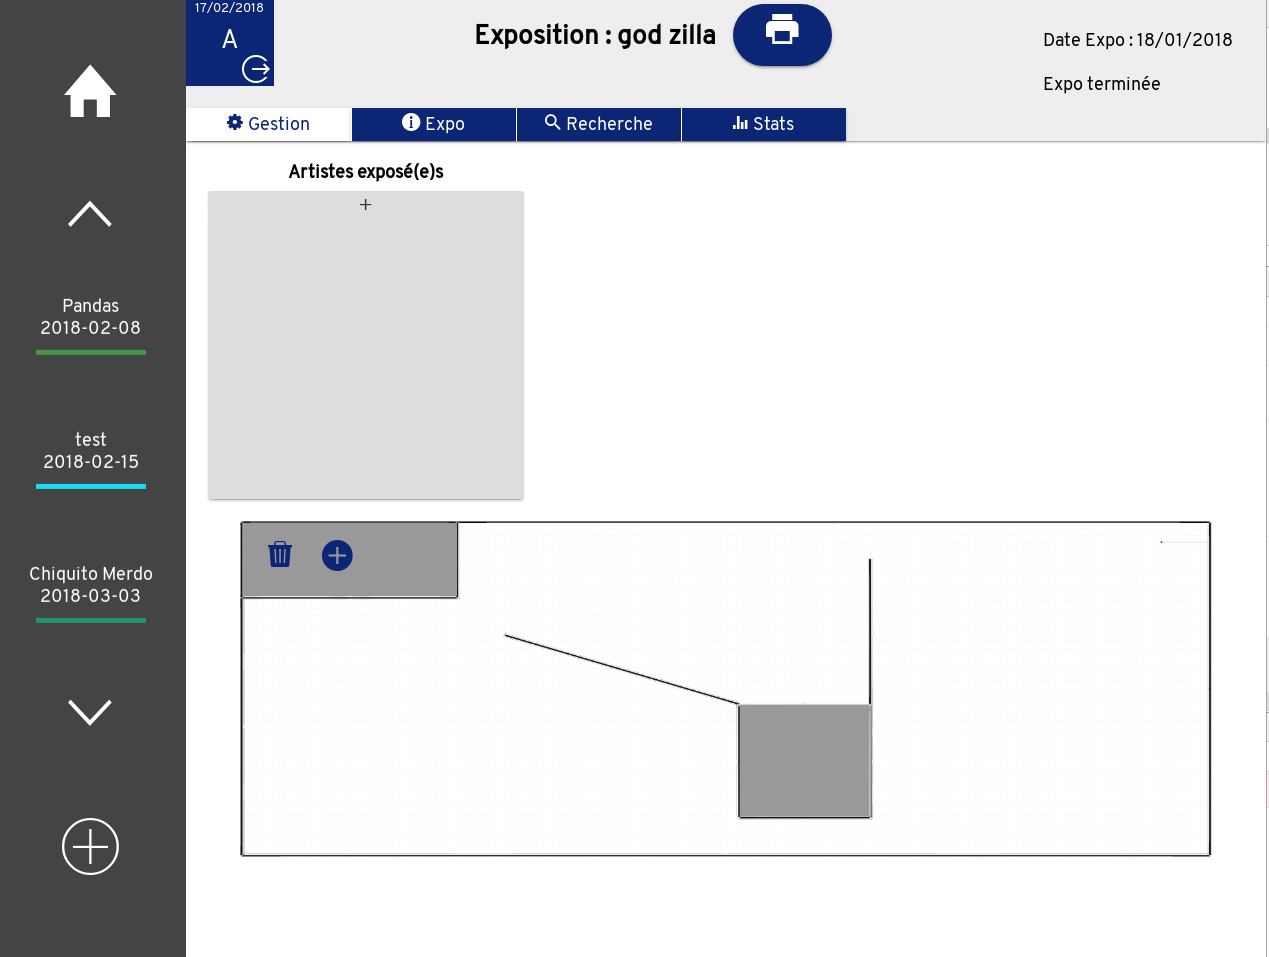 17/02/2018
A
Exposition : god zilla
Date Expo : 18/01/2018
Expo terminée
Gestion
Expo
Recherche
Stats
Artistes exposé(e)s
+
Pandas
2018-02-08
test
2018-02-15
Chiquito Merdo
2018-03-03